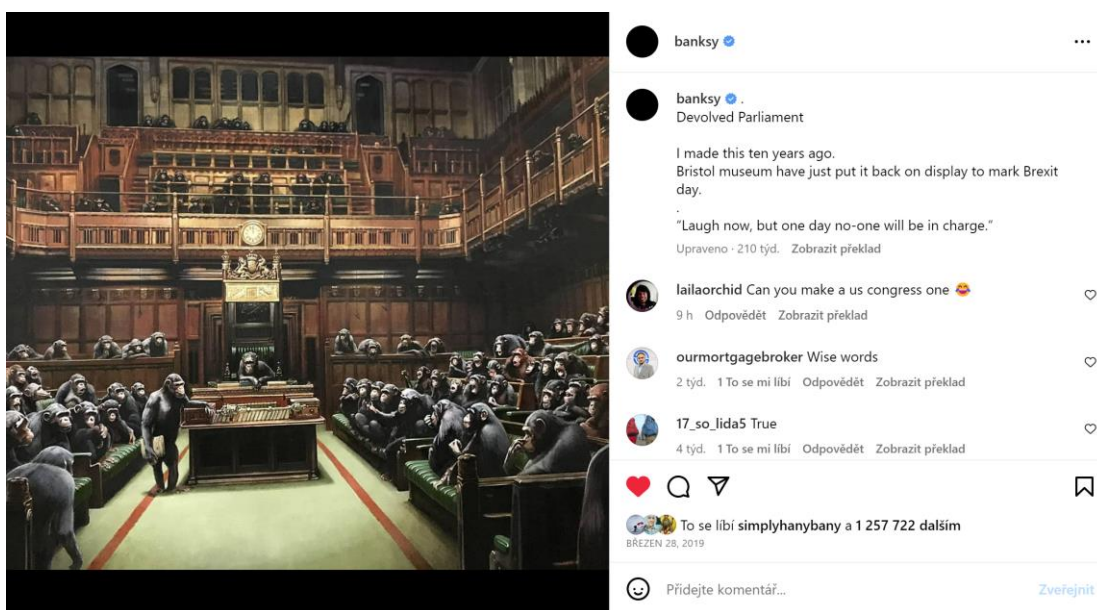 banksy
banksy .
Devolved Parliament
I made this ten years ago.
Bristol museum have just put it back on display to mark Brexit
day.
.
“Laugh now, but one day no-one will be in charge.”
Upraveno · 210 týd. Zobrazit překlad
lailaorchid Can you make a us congress one 😂
9 h Odpovědět Zobrazit překlad
ourmortgagebroker Wise words
2 týd. 1 To se mi líbí Odpovědět Zobrazit překlad
17_so_lida5 True
4 týd. 1 To se mi líbí Odpovědět Zobrazit překlad
To se líbí simplyhanybany a 1 257 722 dalším
BŘEZEN 28, 2019
Přidejte komentář...
Zveřejnit